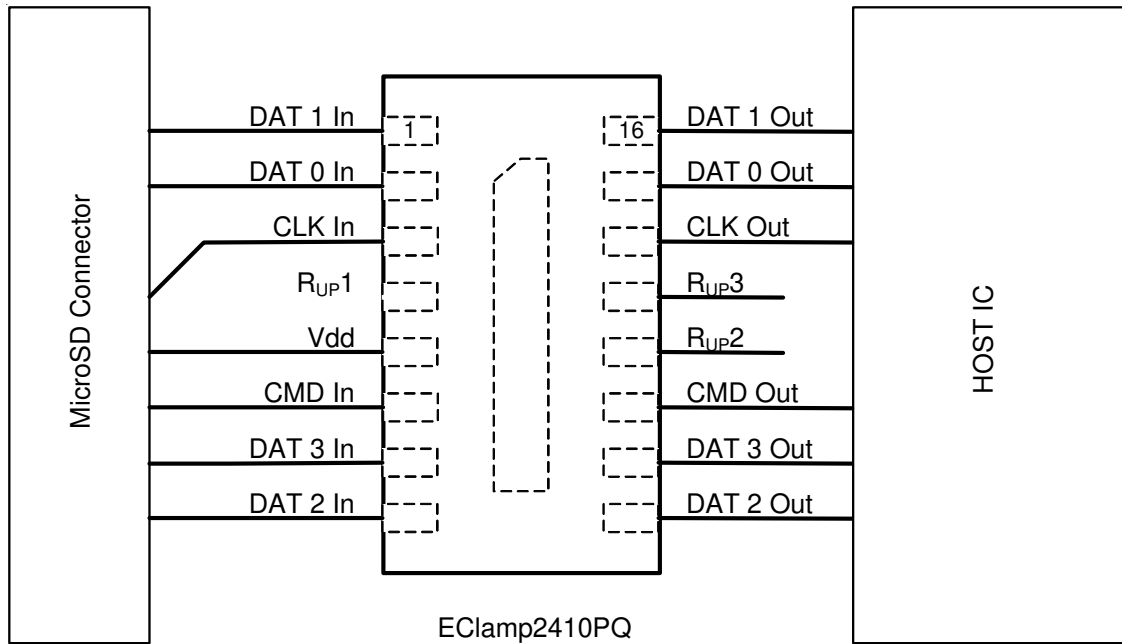 MicroSD Connector
DAT 1 In
DAT 0 In
CLK In
RUP1
Vdd
CMD In
DAT 3 In
DAT 2 In
1
16
DAT 1 Out
DAT 0 Out
CLK Out
RUP3
RUP2
CMD Out
DAT 3 Out
DAT 2 Out
HOST IC
EClamp2410PQ